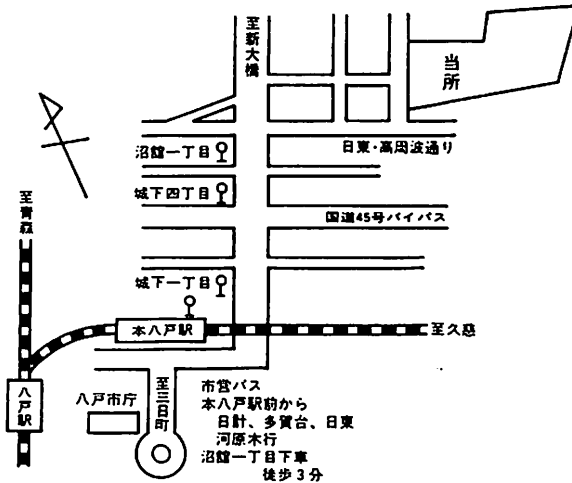 至新大橋
当所
沼館一丁目
日東・高周波通り
城下四丁目
至青森
国道45号バイパス
城下一丁目
本八戸駅
至久慈
八戸駅
八戸市庁
至三日町
市営バス
本八戸駅前から
日計、多賀台、日東
河原木行
沼館一丁目下車
徒歩3分